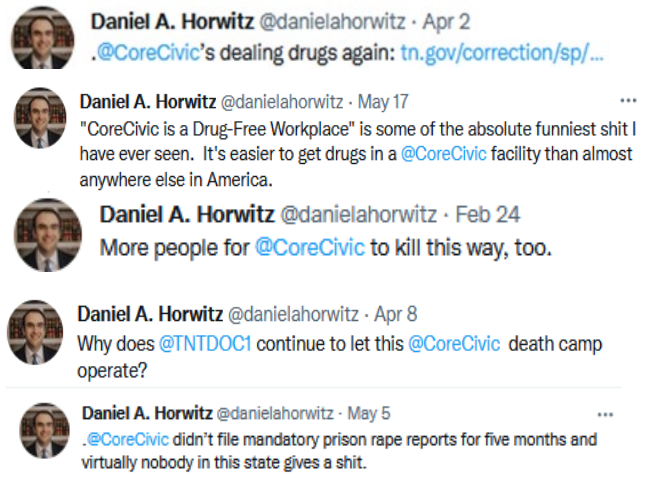 Daniel A. Horwitz @danielahorwitz · Apr 2
.@CoreCivic's dealing drugs again: tn.gov/correction/sp/...
Daniel A. Horwitz @danielahorwitz · May 17 ...
"CoreCivic is a Drug-Free Workplace" is some of the absolute funniest shit I
have ever seen. It's easier to get drugs in a @CoreCivic facility than almost
anywhere else in America.
Daniel A. Horwitz @danielahorwitz · Feb 24
More people for @CoreCivic to kill this way, too.
Daniel A. Horwitz @danielahorwitz · Apr 8
Why does @TNTDOC1 continue to let this @CoreCivic death camp
operate?
Daniel A. Horwitz @danielahorwitz · May 5 ...
.@CoreCivic didn't file mandatory prison rape reports for five months and
virtually nobody in this state gives a shit.